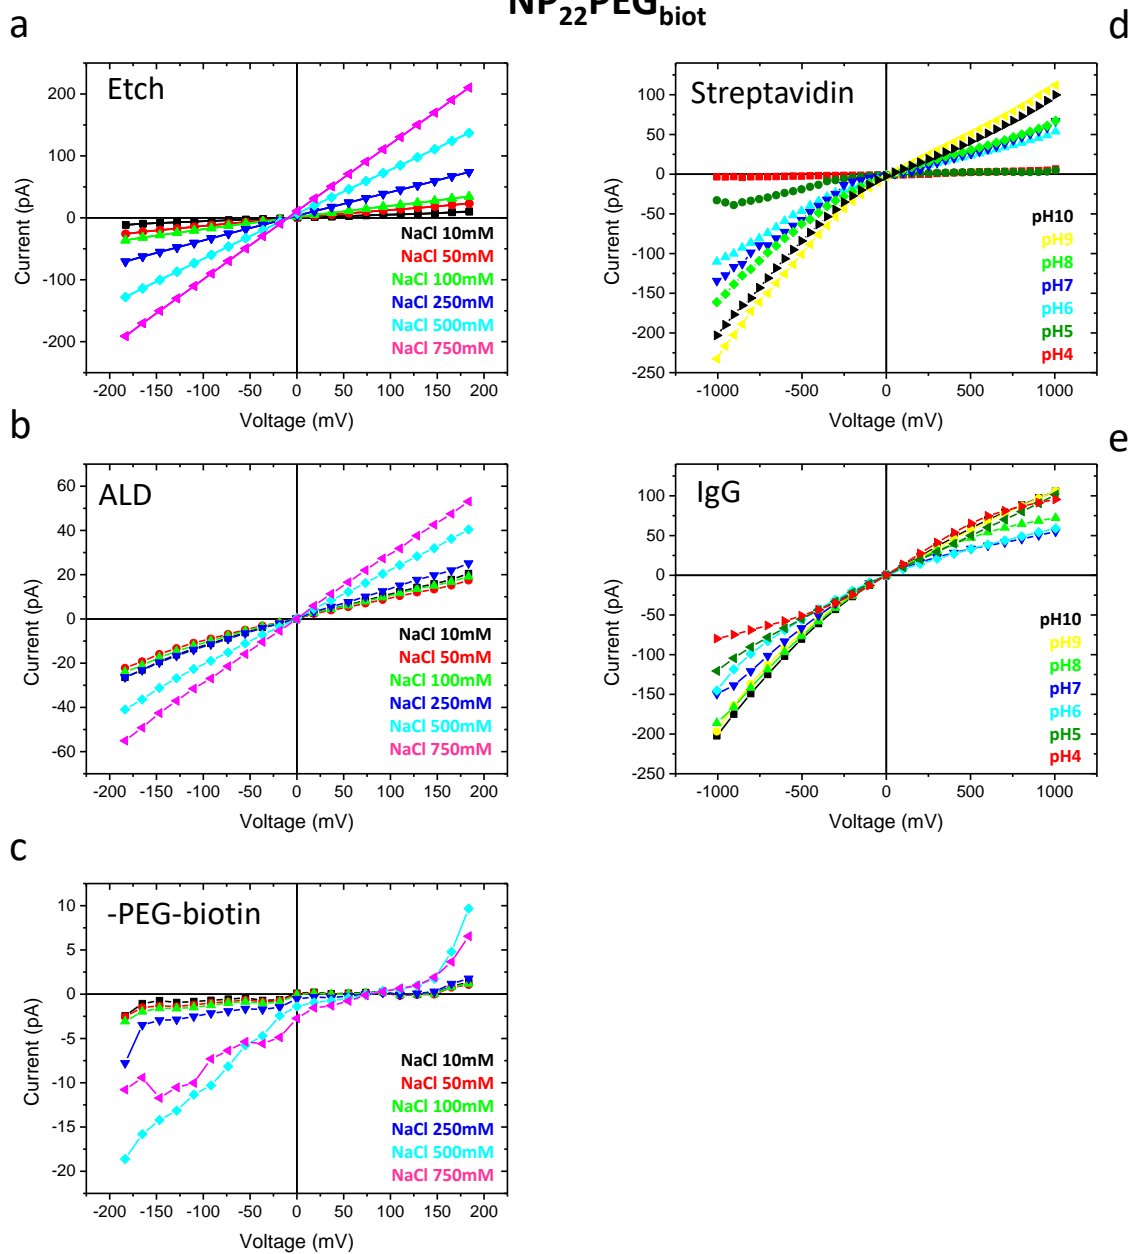 NP22PEGbiot
a
Etch
200
100
0
-100
-200
Current (pA)
-200 -150 -100 -50 0 50 100 150 200
Voltage (mV)
NaCl 10mM
NaCl 50mM
NaCl 100mM
NaCl 250mM
NaCl 500mM
NaCl 750mM
b
ALD
60
40
20
0
-20
-40
-60
Current (pA)
-200 -150 -100 -50 0 50 100 150 200
Voltage (mV)
NaCl 10mM
NaCl 50mM
NaCl 100mM
NaCl 250mM
NaCl 500mM
NaCl 750mM
c
-PEG-biotin
10
5
0
-5
-10
-15
-20
Current (pA)
-200 -150 -100 -50 0 50 100 150 200
Voltage (mV)
NaCl 10mM
NaCl 50mM
NaCl 100mM
NaCl 250mM
NaCl 500mM
NaCl 750mM
d
Streptavidin
100
50
0
-50
-100
-150
-200
-250
Current (pA)
-1000 -500 0 500 1000
Voltage (mV)
pH10
pH9
pH8
pH7
pH6
pH5
pH4
e
IgG
100
50
0
-50
-100
-150
-200
-250
Current (pA)
-1000 -500 0 500 1000
Voltage (mV)
pH10
pH9
pH8
pH7
pH6
pH5
pH4